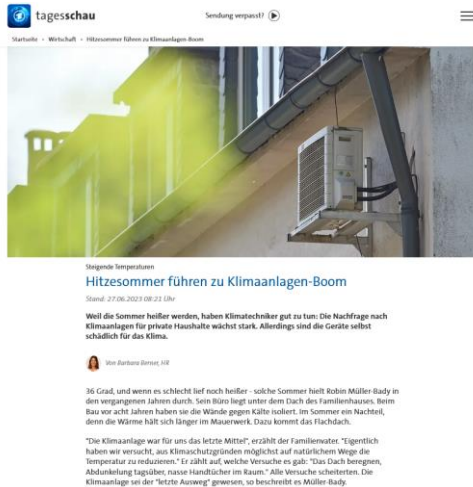 tagesschau
Sendung verpasst?
Startseite › Wirtschaft › Hitzesommer führen zu Klimaanlagen-Boom
Steigende Temperaturen
Hitzesommer führen zu Klimaanlagen-Boom
Stand: 27.06.2023 08:21 Uhr
Weil die Sommer heißer werden, haben Klimatechniker gut zu tun: Die Nachfrage nach
Klimaanlagen für private Haushalte wächst stark. Allerdings sind die Geräte selbst
schädlich für das Klima.
Von Barbara Berner, HR
36 Grad, und wenn es schlecht lief noch heißer - solche Sommer hielt Robin Müller-Bady in
den vergangenen Jahren durch. Sein Büro liegt unter dem Dach des Familienhauses. Beim
Bau vor acht Jahren haben sie die Wände gegen Kälte isoliert. Im Sommer ein Nachteil,
denn die Wärme hält sich länger im Mauerwerk. Dazu kommt das Flachdach.
"Die Klimaanlage war für uns das letzte Mittel", erzählt der Familienvater. "Eigentlich
haben wir versucht, aus Klimaschutzgründen möglichst auf natürlichem Wege die
Temperatur zu reduzieren." Er zählt auf, welche Versuche es gab: "Das Dach beregnen,
Abdunkelung tagsüber, nasse Handtücher im Raum." Alle Versuche scheiterten. Die
Klimaanlage sei der "letzte Ausweg" gewesen, so beschreibt es Müller-Bady.